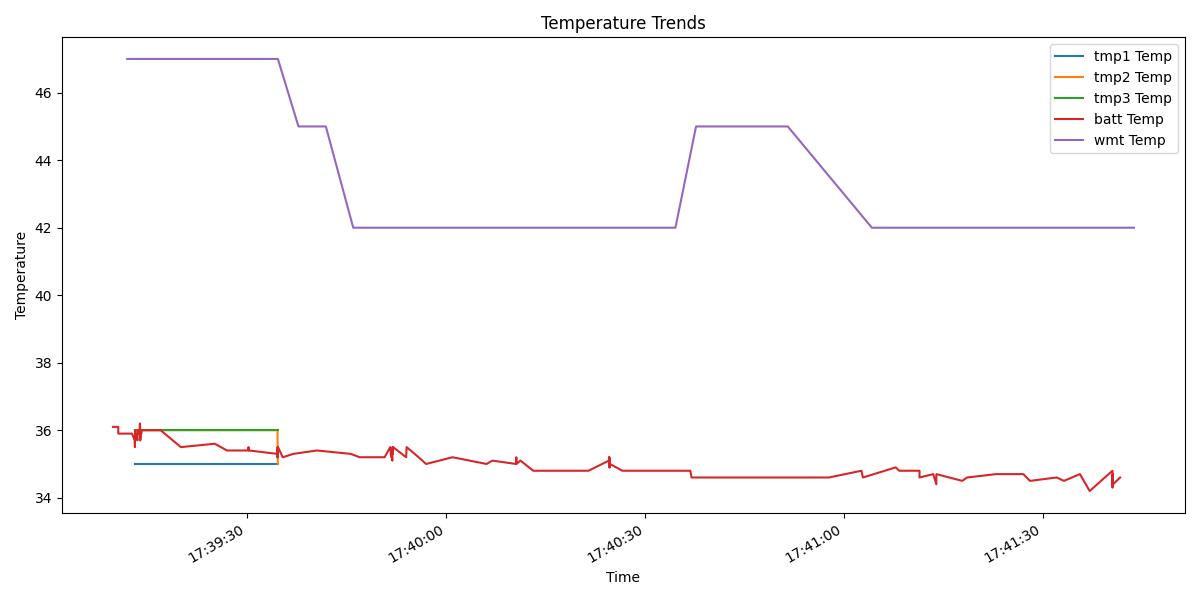 Temperature Trends
tmp1 Temp
tmp2 Temp
tmp3 Temp
batt Temp
wmt Temp
Temperature
46
44
42
40
38
36
34
17:39:30
17:40:00
17:40:30
17:41:00
17:41:30
Time